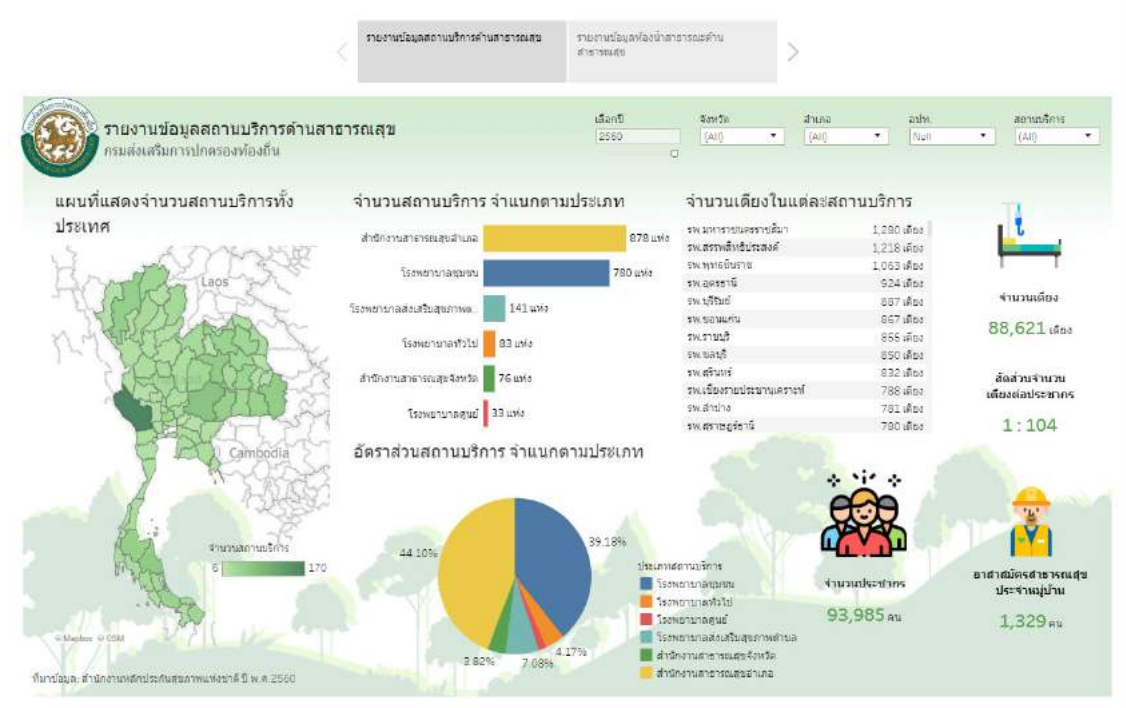 รายงานข้อมูลสถานบริการด้านสาธารณสุข
รายงานข้อมูลห้องน้ำสาธารณะด้าน
สาธารณสุข
รายงานข้อมูลสถานบริการด้านสาธารณสุข
กรมส่งเสริมการปกครองท้องถิ่น
เลือกปี
2560
จังหวัด
(All)
อำเภอ
(All)
อปท.
Null
สถานบริการ
(All)
แผนที่แสดงจำนวนสถานบริการทั้ง
ประเทศ
Laos
Cambodia
จำนวนสถานบริการ
6
170
© Mapbox © OSM
จำนวนสถานบริการ จำแนกตามประเภท
สำนักงานสาธารณสุขอำเภอ 878 แห่ง
โรงพยาบาลชุมชน 780 แห่ง
โรงพยาบาลส่งเสริมสุขภาพต... 141 แห่ง
โรงพยาบาลทั่วไป 83 แห่ง
สำนักงานสาธารณสุขจังหวัด 76 แห่ง
โรงพยาบาลศูนย์ 33 แห่ง
อัตราส่วนสถานบริการ จำแนกตามประเภท
44.10%
39.18%
4.17%
7.08%
3.82%
ประเภทสถานบริการ
โรงพยาบาลชุมชน
โรงพยาบาลทั่วไป
โรงพยาบาลศูนย์
โรงพยาบาลส่งเสริมสุขภาพตำบล
สำนักงานสาธารณสุขจังหวัด
สำนักงานสาธารณสุขอำเภอ
จำนวนเตียงในแต่ละสถานบริการ
รพ.มหาราชนครราชสีมา 1,280 เตียง
รพ.สรรพสิทธิประสงค์ 1,218 เตียง
รพ.พุทธชินราช 1,063 เตียง
รพ.อุดรธานี 924 เตียง
รพ.บุรีรัมย์ 887 เตียง
รพ.ขอนแก่น 867 เตียง
รพ.ราชบุรี 855 เตียง
รพ.ชลบุรี 850 เตียง
รพ.สุรินทร์ 832 เตียง
รพ.เชียงรายประชานุเคราะห์ 788 เตียง
รพ.ลำปาง 781 เตียง
รพ.สุราษฎร์ธานี 780 เตียง
จำนวนเตียง
88,621 เตียง
สัดส่วนจำนวน
เตียงต่อประชากร
1 : 104
จำนวนประชากร
93,985 คน
อาสาสมัครสาธารณสุข
ประจำหมู่บ้าน
1,329 คน
ที่มาข้อมูล: สำนักงานหลักประกันสุขภาพแห่งชาติ ปี พ.ศ.2560